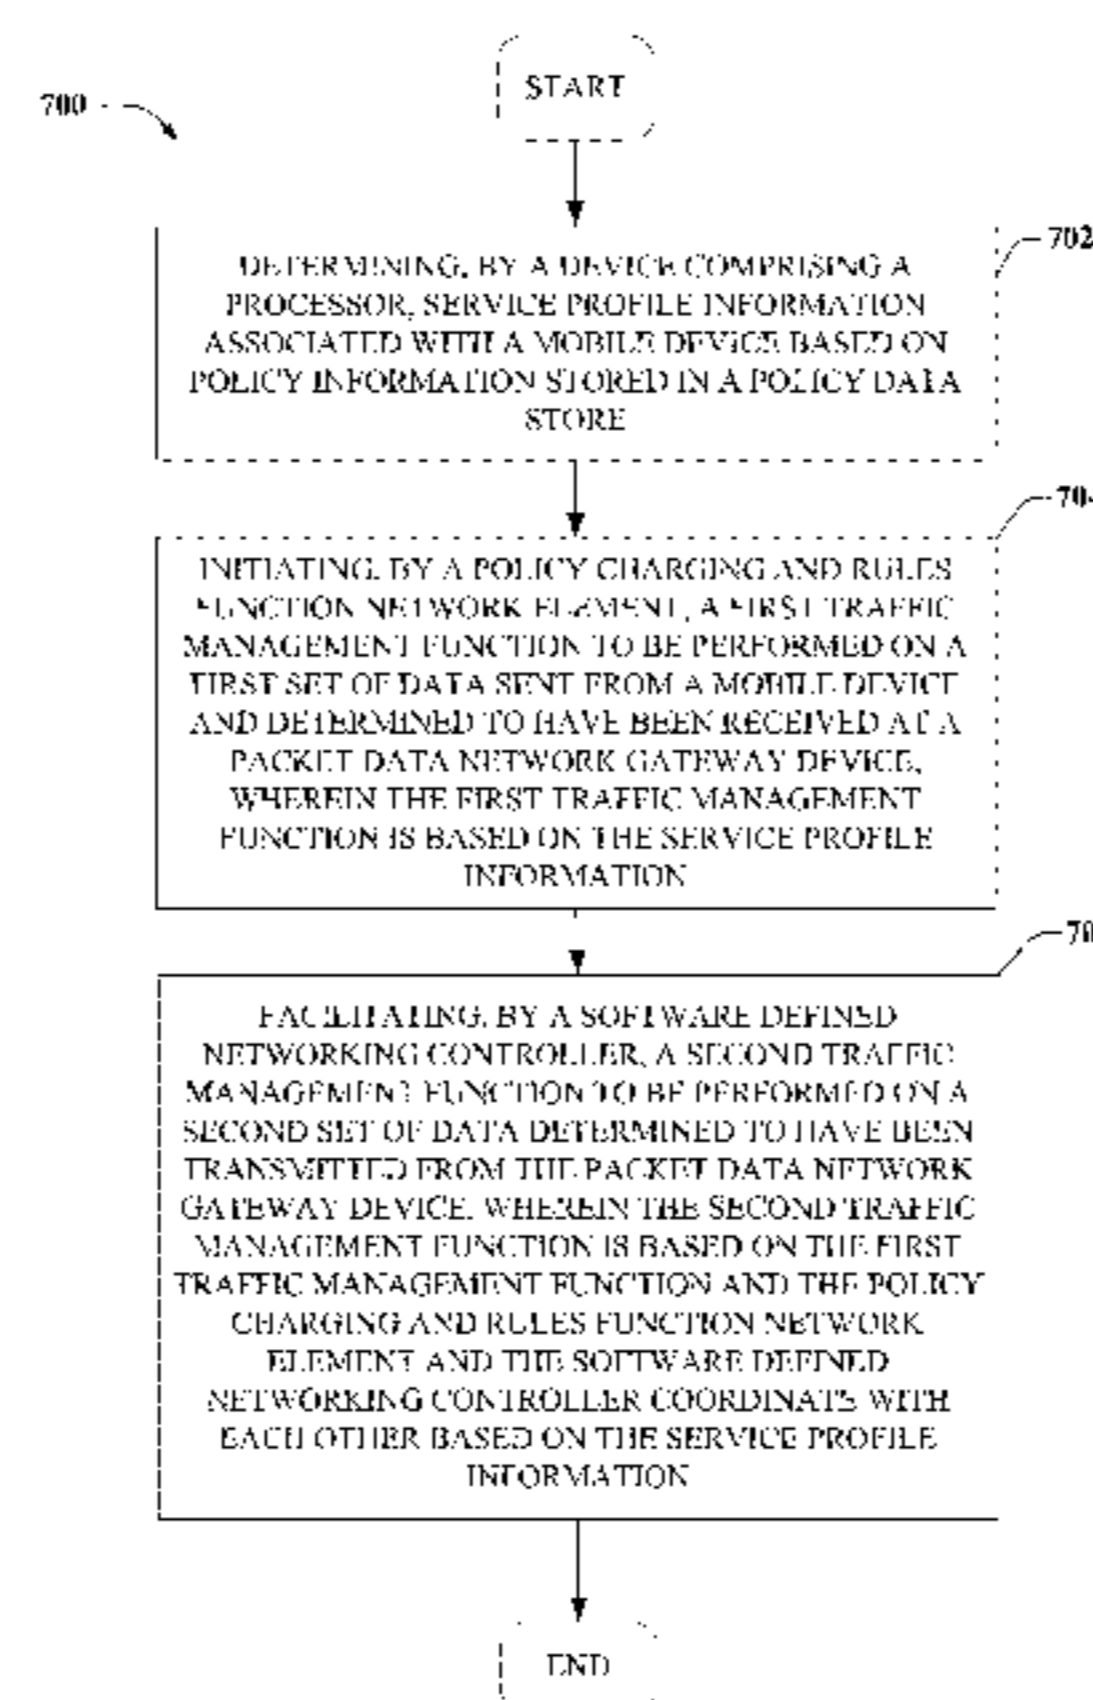 START
700
702
DETERMINING, BY A DEVICE COMPRISING A
PROCESSOR, SERVICE PROFILE INFORMATION
ASSOCIATED WITH A MOBILE DEVICE BASED ON
POLICY INFORMATION STORED IN A POLICY DATA
STORE
704
INITIATING, BY A POLICY CHARGING AND RULES
FUNCTION NETWORK ELEMENT, A FIRST TRAFFIC
MANAGEMENT FUNCTION TO BE PERFORMED ON A
FIRST SET OF DATA SENT FROM A MOBILE DEVICE
AND DETERMINED TO HAVE BEEN RECEIVED AT A
PACKET DATA NETWORK GATEWAY DEVICE,
WHEREIN THE FIRST TRAFFIC MANAGEMENT
FUNCTION IS BASED ON THE SERVICE PROFILE
INFORMATION
70
FACILITATING, BY A SOFTWARE DEFINED
NETWORKING CONTROLLER, A SECOND TRAFFIC
MANAGEMENT FUNCTION TO BE PERFORMED ON A
SECOND SET OF DATA DETERMINED TO HAVE BEEN
TRANSMITTED FROM THE PACKET DATA NETWORK
GATEWAY DEVICE, WHEREIN THE SECOND TRAFFIC
MANAGEMENT FUNCTION IS BASED ON THE FIRST
TRAFFIC MANAGEMENT FUNCTION AND THE POLICY
CHARGING AND RULES FUNCTION NETWORK
ELEMENT AND THE SOFTWARE DEFINED
NETWORKING CONTROLLER COORDINATE WITH
EACH OTHER BASED ON THE SERVICE PROFILE
INFORMATION
END